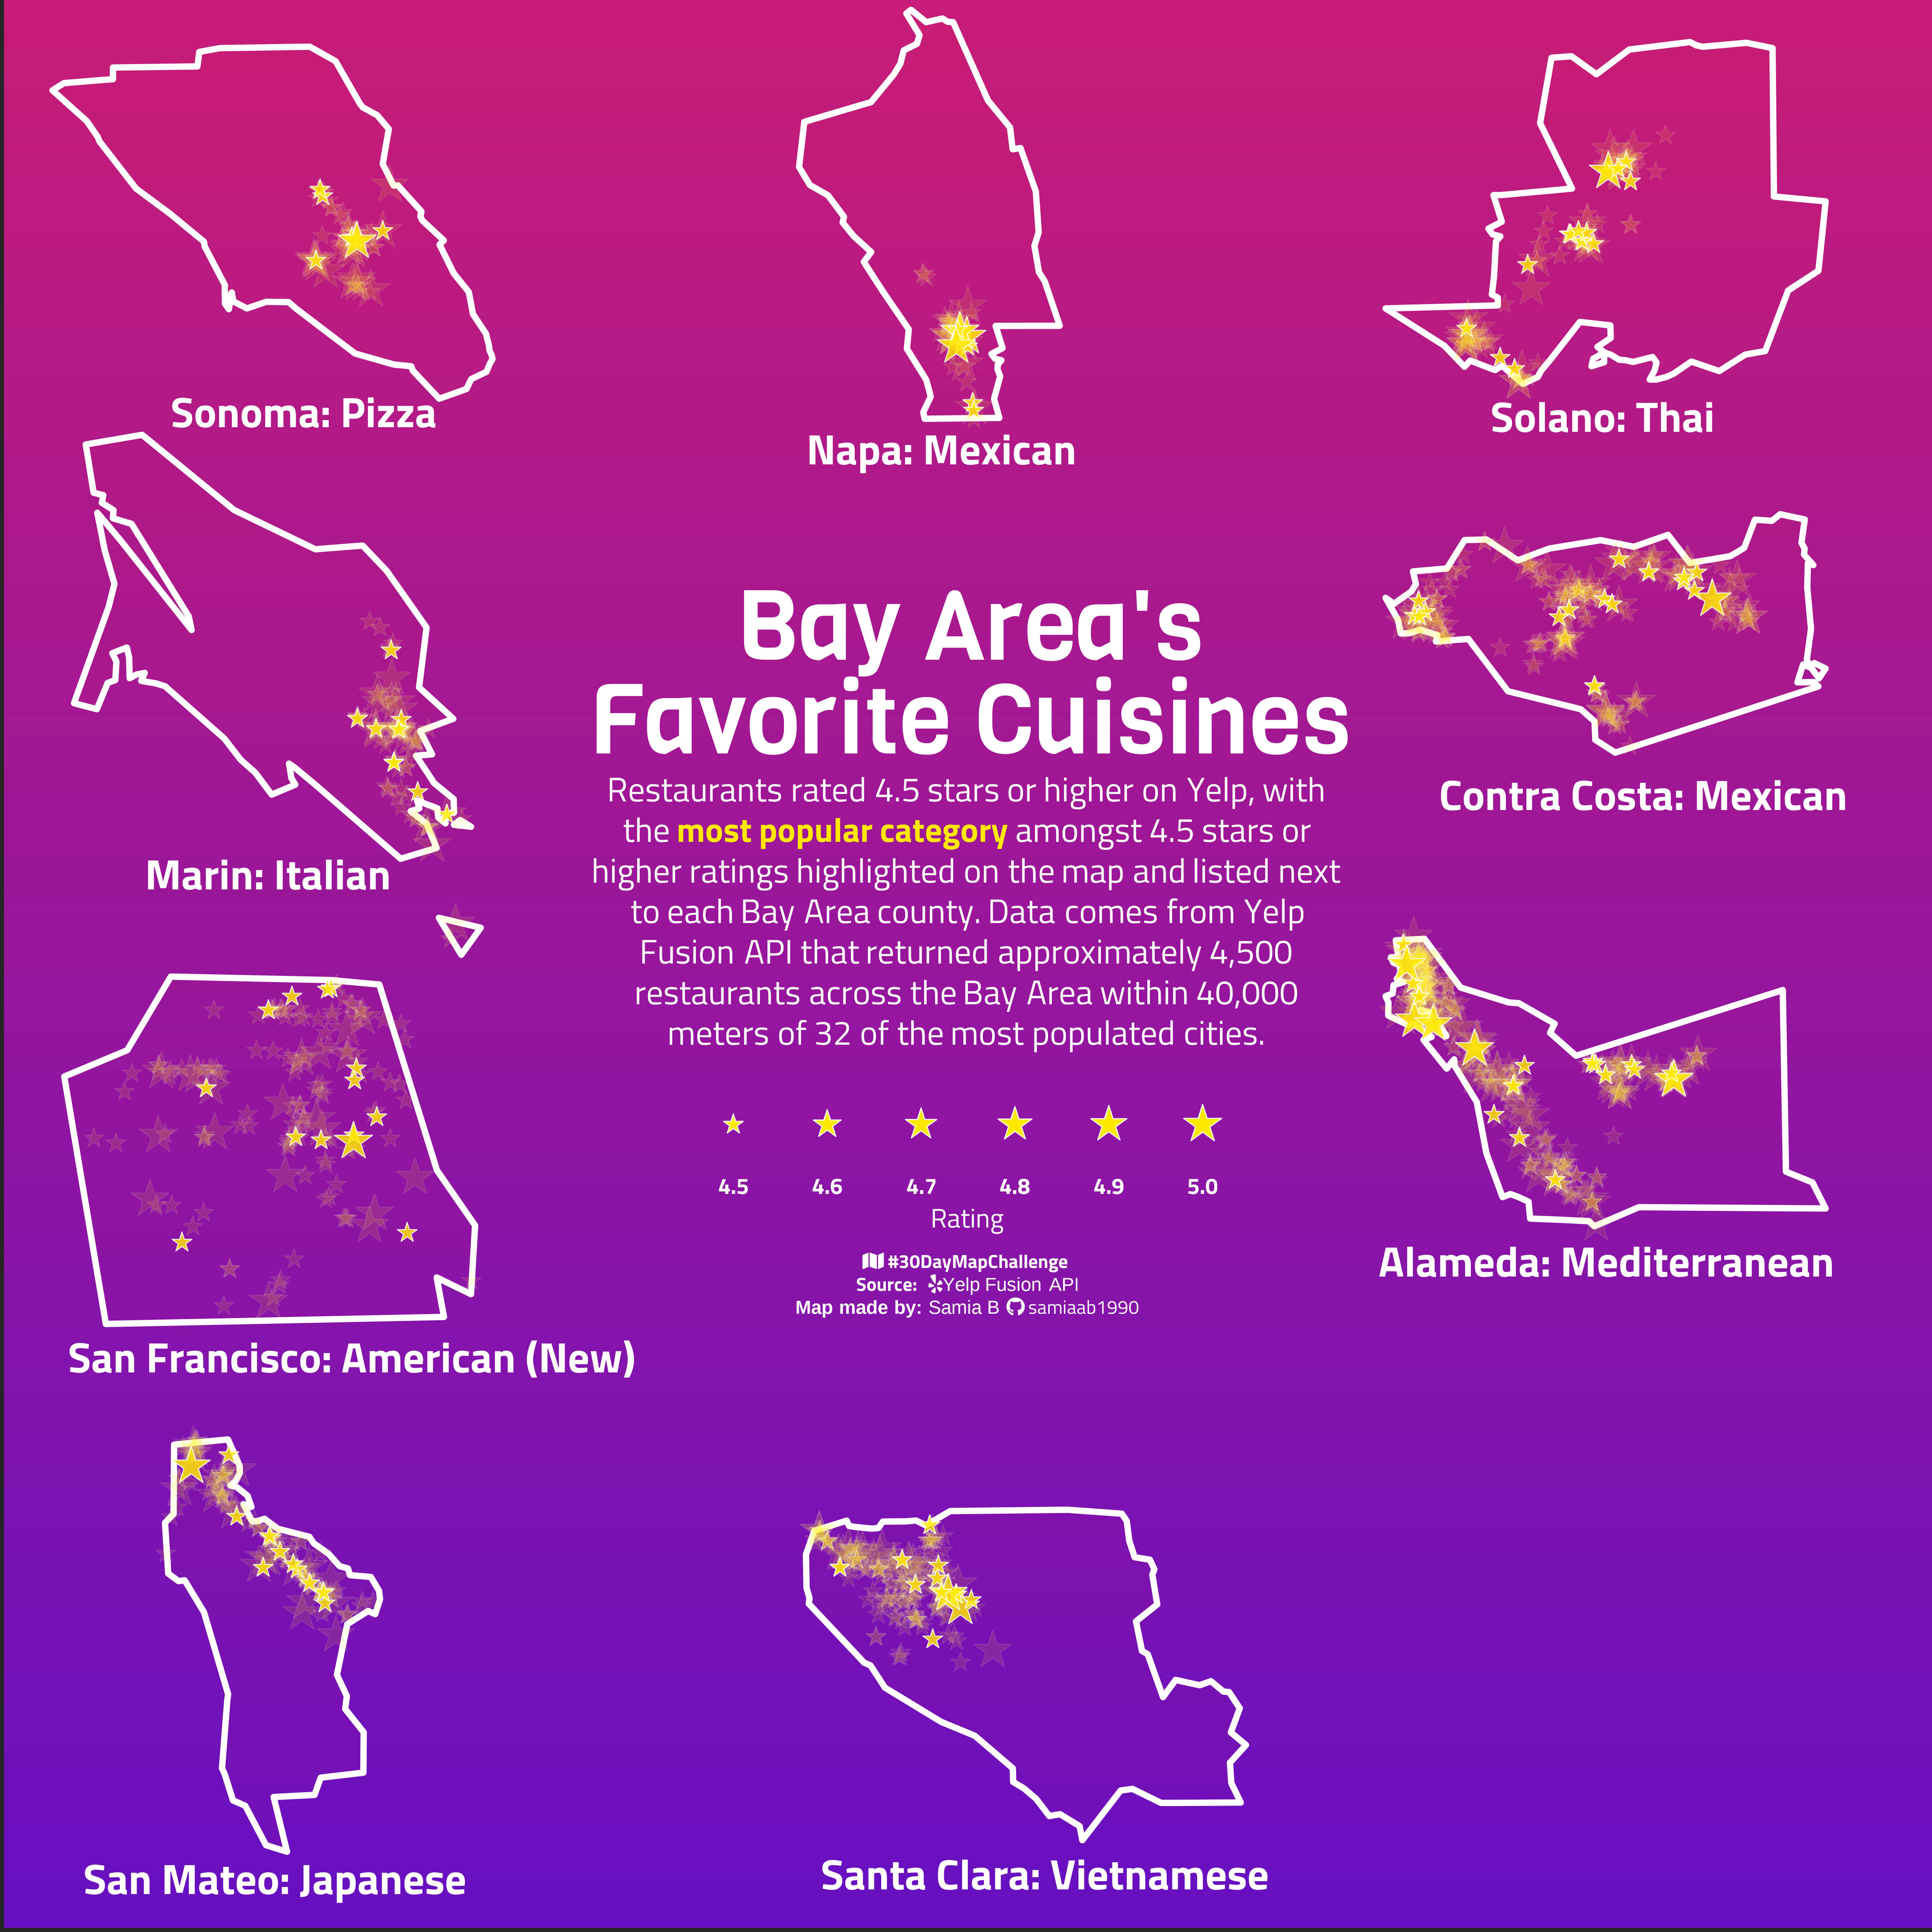 Sonoma: Pizza
Napa: Mexican
Solano: Thai
Marin: Italian
Bay Area's
Favorite Cuisines
Restaurants rated 4.5 stars or higher on Yelp, with
the most popular category amongst 4.5 stars or
higher ratings highlighted on the map and listed next
to each Bay Area county. Data comes from Yelp
Fusion API that returned approximately 4,500
restaurants across the Bay Area within 40,000
meters of 32 of the most populated cities.
Contra Costa: Mexican
4.5 4.6 4.7 4.8 4.9 5.0
Rating
#30DayMapChallenge
Source: Yelp Fusion API
Map made by: Samia B samiaab1990
Alameda: Mediterranean
San Francisco: American (New)
San Mateo: Japanese
Santa Clara: Vietnamese